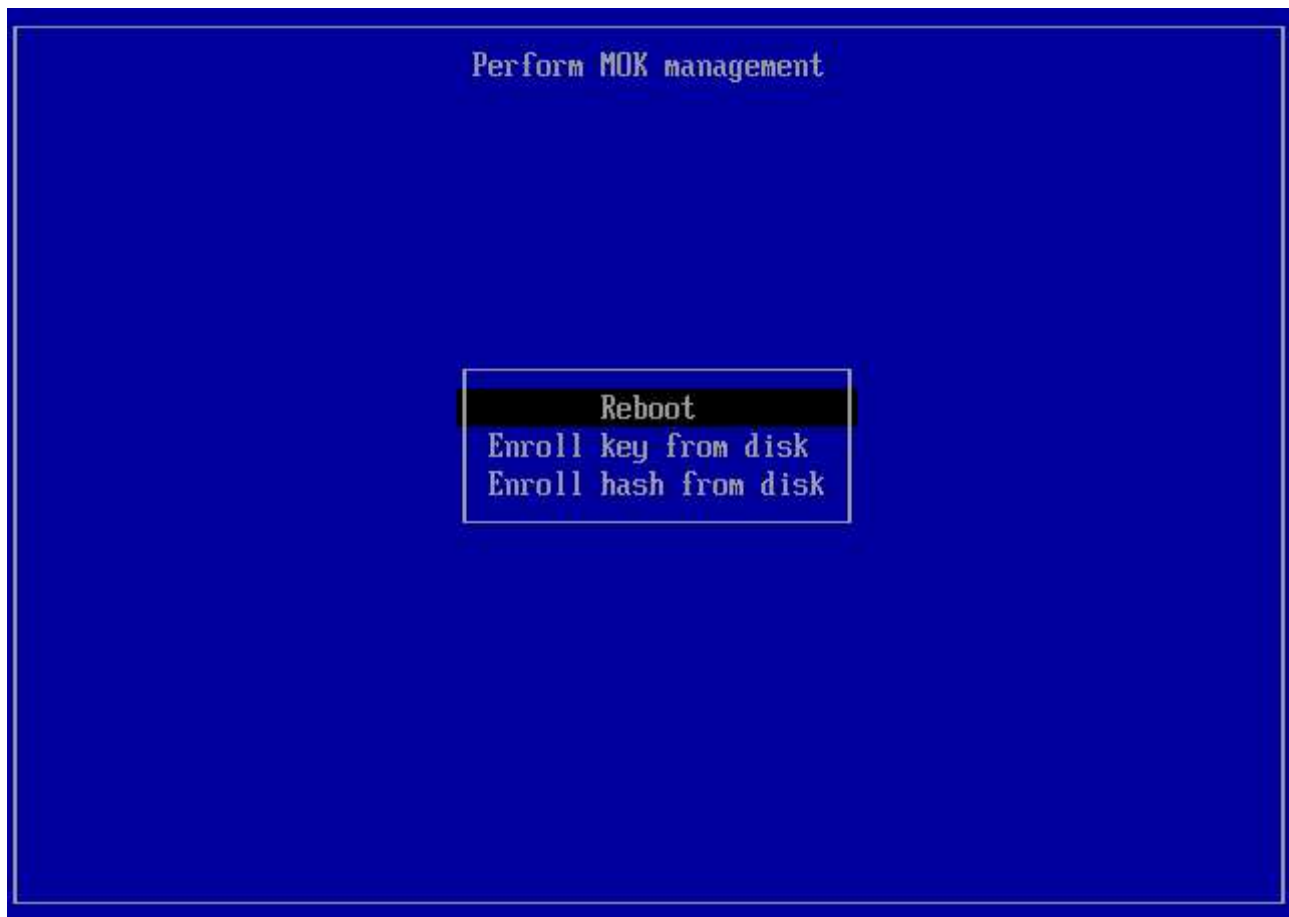 Perform MOK management
Reboot
Enroll key from disk
Enroll hash from disk